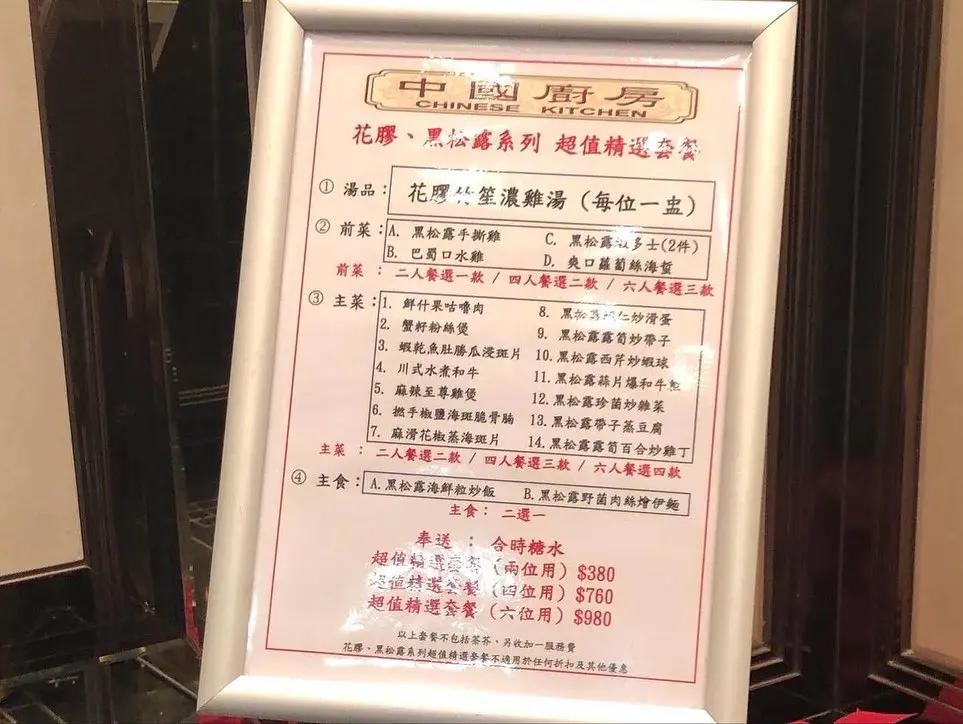 中國廚房
CHINESE KITCHEN
花膠、黑松露系列 超值精選套餐
① 湯品： 花膠竹笙濃雞湯（每位一盅）
② 前菜： A. 黑松露手撕雞 C. 黑松露蝦多士(2件)
B. 巴蜀口水雞 D. 爽口蘿蔔絲海蜇
前菜 ： 二人餐選一款 / 四人餐選二款 / 六人餐選三款
③ 主菜： 1. 鮮什果咕嚕肉 8. 黑松露蝦仁炒滑蛋
2. 蟹籽粉絲煲 9. 黑松露露筍炒帶子
3. 蝦乾魚肚勝瓜浸斑片 10. 黑松露西芹炒蝦球
4. 川式水煮和牛 11. 黑松露蒜片爆和牛
5. 麻辣至尊雞煲 12. 黑松露珍菌炒雜菜
6. 撚手椒鹽海斑脆骨腩 13. 黑松露帶子蒸豆腐
7. 麻滑花椒蒸海斑片 14. 黑松露露筍百合炒雞丁
主菜 ： 二人餐選二款 / 四人餐選三款 / 六人餐選四款
④ 主食： A. 黑松露海鮮粒炒飯 B. 黑松露野菌肉絲燴伊麵
主食： 二選一
奉送 ： 合時糖水
超值精選套餐（兩位用）$380
超值精選套餐（四位用）$760
超值精選套餐（六位用）$980
以上套餐不包括茶芥、另收加一服務費
花膠、黑松露系列超值精選套餐不適用於任何折扣及其他優惠